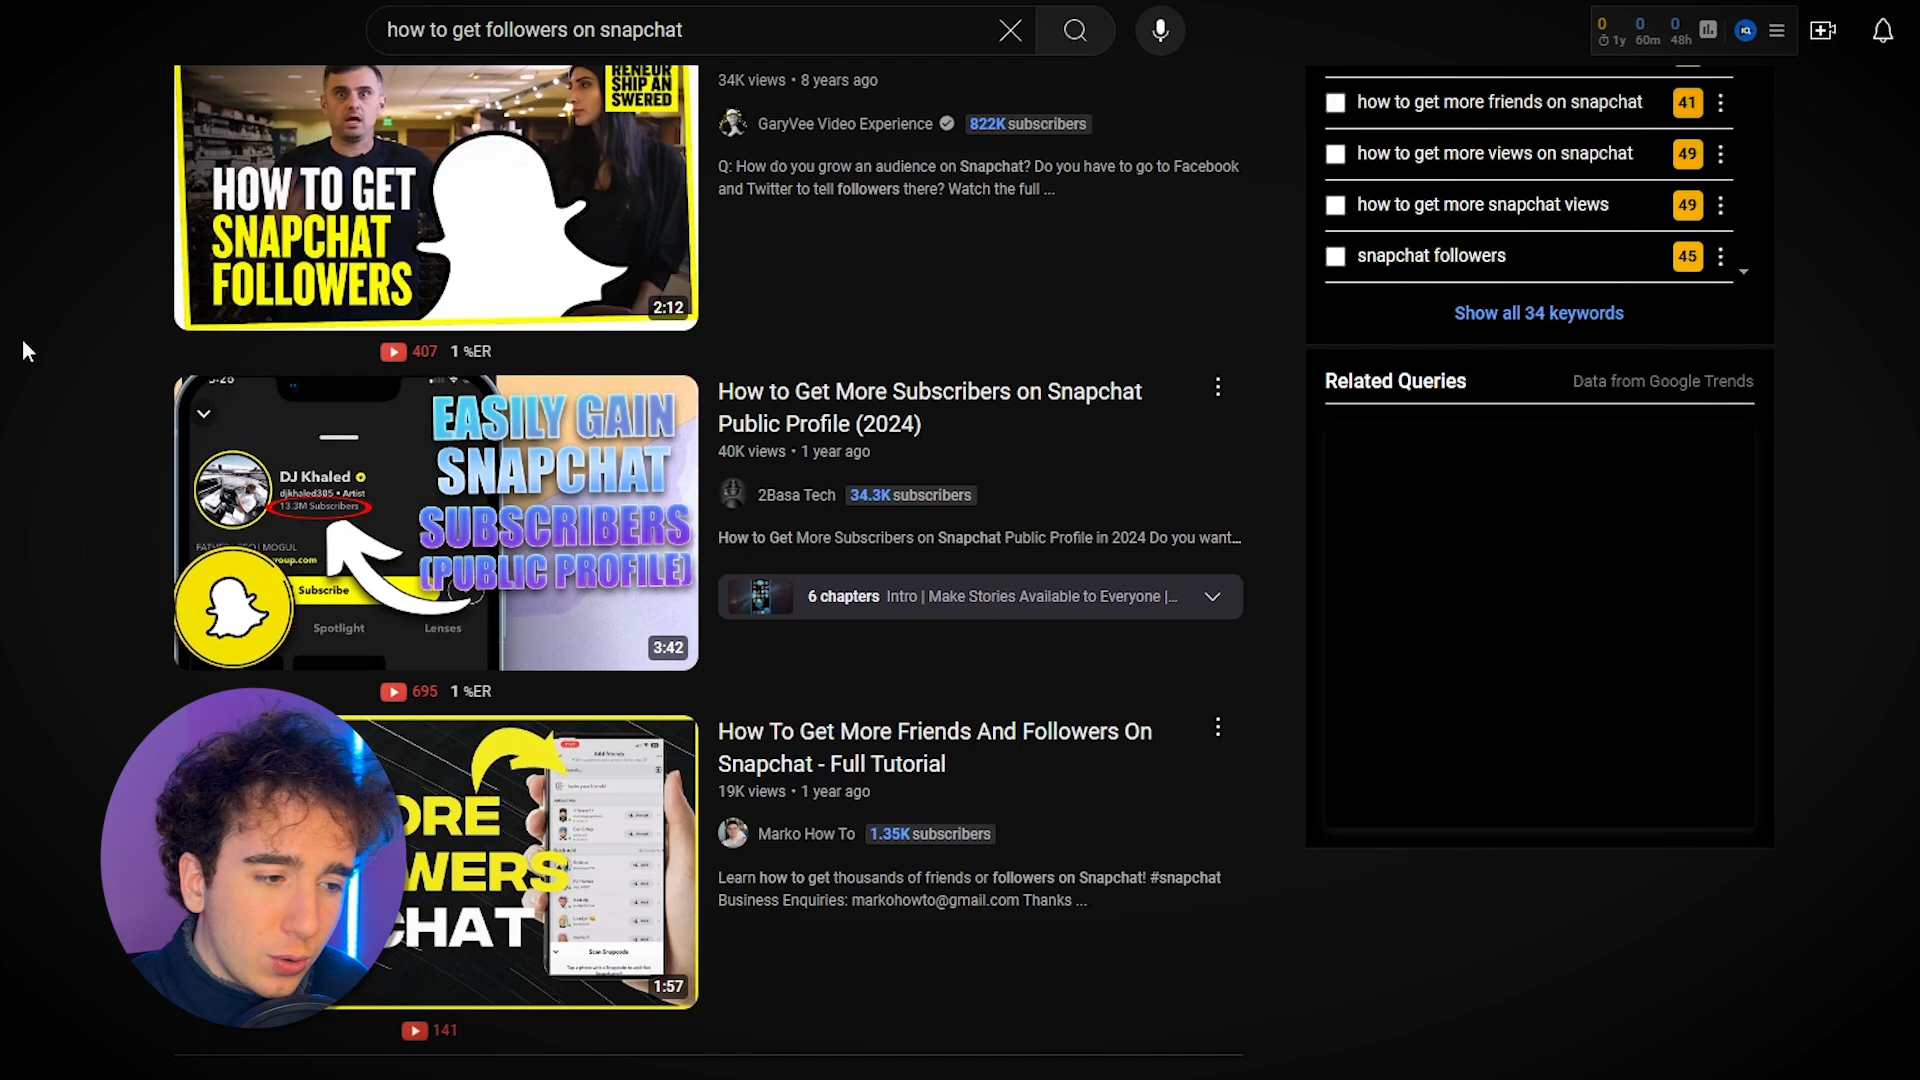 how to get followers on snapchat
0 0 0
1y 60m 48h
RENEUR
SHIP AN
SWERED
HOW TO GET
SNAPCHAT
FOLLOWERS
2:12
34K views • 8 years ago
GaryVee Video Experience 822K subscribers
Q: How do you grow an audience on Snapchat? Do you have to go to Facebook
and Twitter to tell followers there? Watch the full ...
407 1 %ER
DJ Khaled
djkhaled305 • Artist
13.3M Subscribers
Subscribe
Spotlight Lenses
EASILY GAIN
SNAPCHAT
SUBSCRIBERS
(PUBLIC PROFILE)
3:42
How to Get More Subscribers on Snapchat
Public Profile (2024)
40K views • 1 year ago
2Basa Tech 34.3K subscribers
How to Get More Subscribers on Snapchat Public Profile in 2024 Do you want...
6 chapters Intro | Make Stories Available to Everyone |...
695 1 %ER
ORE
WERS
CHAT
Add friends
Scan Snapcode
1:57
How To Get More Friends And Followers On
Snapchat - Full Tutorial
19K views • 1 year ago
Marko How To 1.35K subscribers
Learn how to get thousands of friends or followers on Snapchat! #snapchat
Business Enquiries: markohowto@gmail.com Thanks ...
141
how to get more friends on snapchat 41
how to get more views on snapchat 49
how to get more snapchat views 49
snapchat followers 45
Show all 34 keywords
Related Queries Data from Google Trends